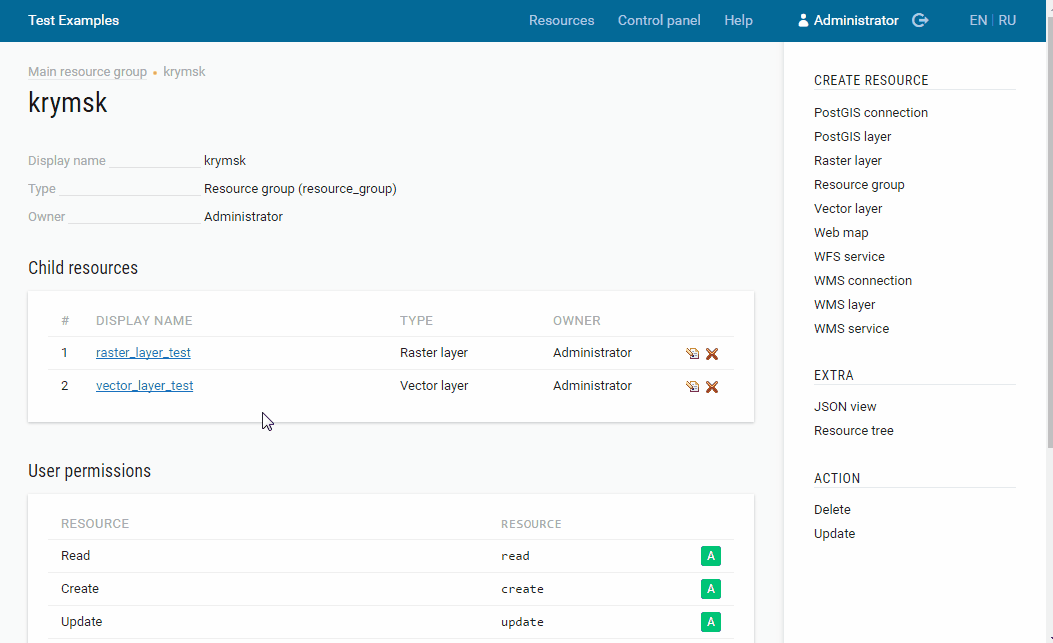 Test Examples
Resources Control panel Help Administrator EN RU
Main resource group • krymsk
krymsk
Display name krymsk
Type Resource group (resource_group)
Owner Administrator
Child resources
# DISPLAY NAME TYPE OWNER
1 raster_layer_test Raster layer Administrator
2 vector_layer_test Vector layer Administrator
User permissions
RESOURCE RESOURCE
Read read A
Create create A
Update update A
CREATE RESOURCE
PostGIS connection
PostGIS layer
Raster layer
Resource group
Vector layer
Web map
WFS service
WMS connection
WMS layer
WMS service
EXTRA
JSON view
Resource tree
ACTION
Delete
Update